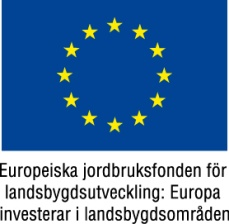 Europeiska jordbruksfonden för
landsbygdsutveckling: Europa
investerar i landsbygdsområden